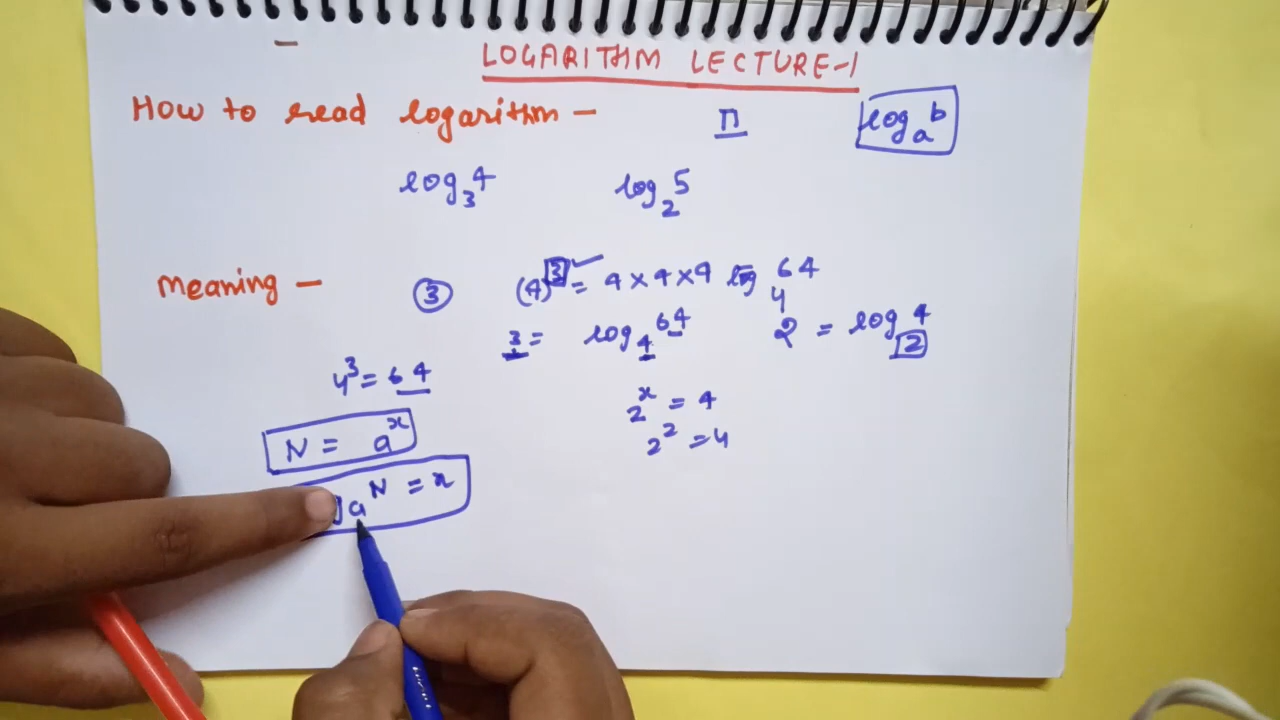 LOGARITHM LECTURE-1
How to read logarithm – π log_a b
log_3 4 log_2 5
Meaning – ③ (4)^3 = 4×4×4 log_4 64
3 = log_4 64 2 = log_2 4
4^3 = 64 2^x = 4
N = a^x 2^2 = 4
a^N = x